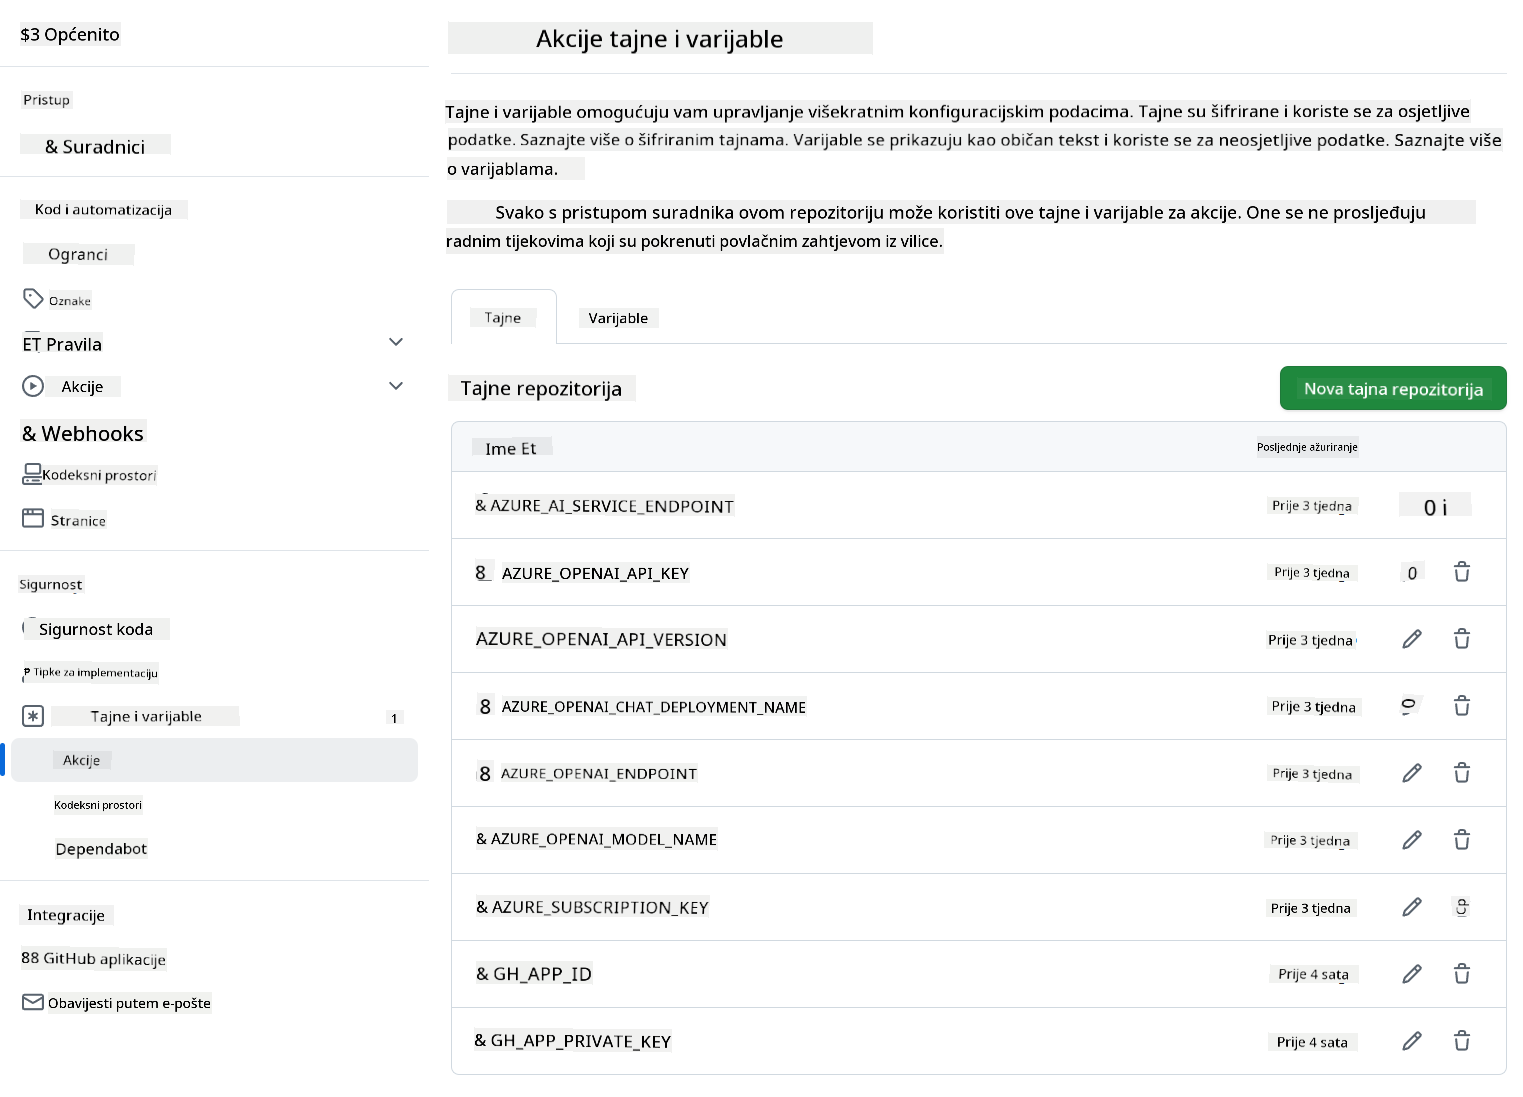 $3 Općenito
Pristup
& Suradnici
Kod i automatizacija
Ogranci
Oznake
ET Pravila
Akcije
& Webhooks
Kodeksni prostori
Stranice
Sigurnost
Sigurnost koda
Tipke za implementaciju
Tajne i varijable 1
Akcije
Kodeksni prostori
Dependabot
Integracije
88 GitHub aplikacije
Obavijesti putem e-pošte
Akcije tajne i varijable
Tajne i varijable omogućuju vam upravljanje višekratnim konfiguracijskim podacima. Tajne su šifrirane i koriste se za osjetljive
podatke. Saznajte više o šifriranim tajnama. Varijable se prikazuju kao običan tekst i koriste se za neosjetljive podatke. Saznajte više
o varijablama.
Svako s pristupom suradnika ovom repozitoriju može koristiti ove tajne i varijable za akcije. One se ne prosljeđuju
radnim tijekovima koji su pokrenuti povlačnim zahtjevom iz vilice.
Tajne Varijable
Tajne repozitorija Nova tajna repozitorija
Ime Et Posljednje ažuriranje
& AZURE_AI_SERVICE_ENDPOINT Prije 3 tjedna 0 i
8 AZURE_OPENAI_API_KEY Prije 3 tjedna 0
AZURE_OPENAI_API_VERSION Prije 3 tjedna
8 AZURE_OPENAI_CHAT_DEPLOYMENT_NAME Prije 3 tjedna
8 AZURE_OPENAI_ENDPOINT Prije 3 tjedna
& AZURE_OPENAI_MODEL_NAME Prije 3 tjedna
& AZURE_SUBSCRIPTION_KEY Prije 3 tjedna
& GH_APP_ID Prije 4 sata
& GH_APP_PRIVATE_KEY Prije 4 sata